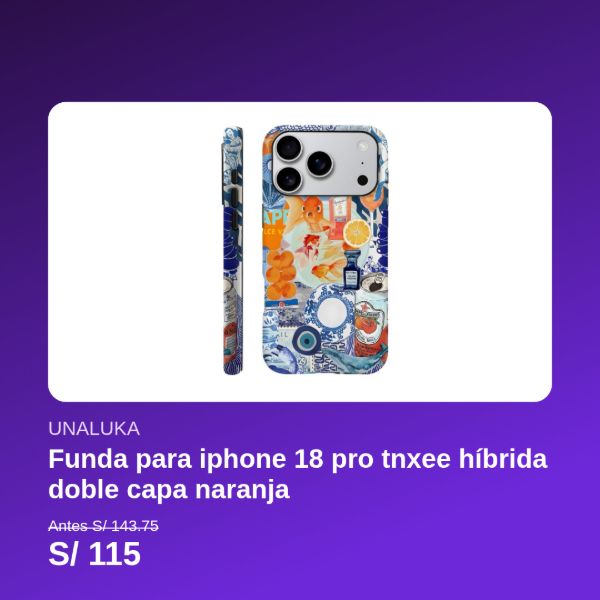 UNALUKA
Funda para iphone 18 pro tnxee híbrida
doble capa naranja
Antes S/ 143.75
S/ 115